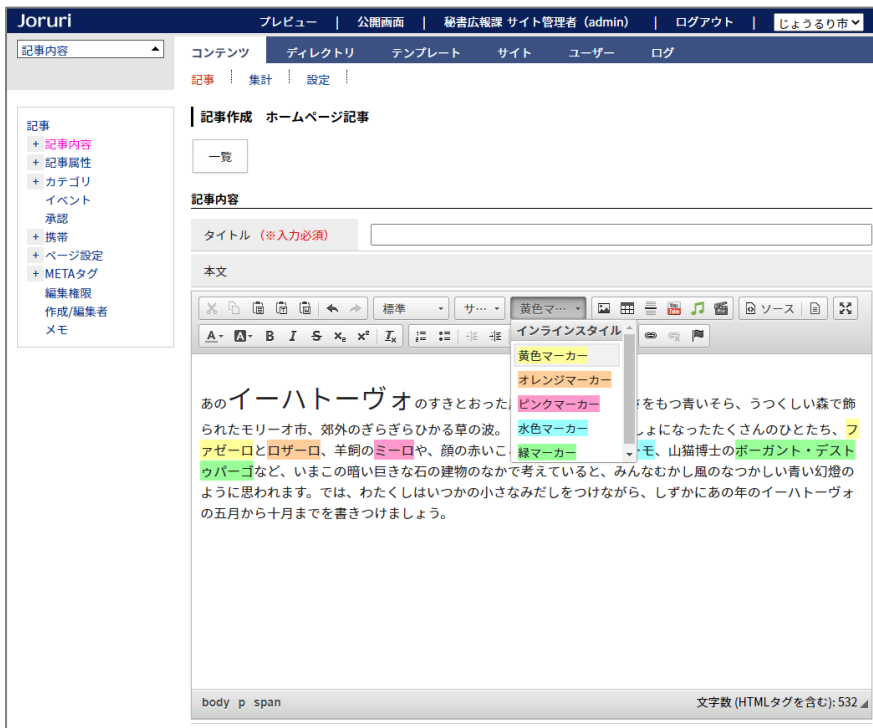 Joruri
プレビュー | 公開画面 | 秘書広報課 サイト管理者（admin） | ログアウト | じょうるり市
記事内容
コンテンツ ディレクトリ テンプレート サイト ユーザー ログ
記事 集計 設定
記事
+ 記事内容
+ 記事属性
+ カテゴリ
イベント
承認
+ 携帯
+ ページ設定
+ METAタグ
編集権限
作成/編集者
メモ
記事作成　ホームページ記事
一覧
記事内容
タイトル（※入力必須）
本文
標準 サ… 黄色マ… ソース
インラインスタイル
黄色マーカー
オレンジマーカー
ピンクマーカー
水色マーカー
緑マーカー
あのイーハトーヴォのすきとおった をもつ青いそら、うつくしい森で飾
られたモリーオ市、郊外のぎらぎらひかる草の波。 しょになったたくさんのひとたち、フ
ァゼーロとロザーロ、羊飼のミーロや、顔の赤いこ ーモ、山猫博士のボーガント・デスト
ゥパーゴなど、いまこの暗い巨きな石の建物のなかで考えていると、みんなむかし風のなつかしい青い幻燈の
ように思われます。では、わたくしはいつかの小さなみだしをつけながら、しずかにあの年のイーハトーヴォ
の五月から十月までを書きつけましょう。
body p span 文字数 (HTMLタグを含む): 532